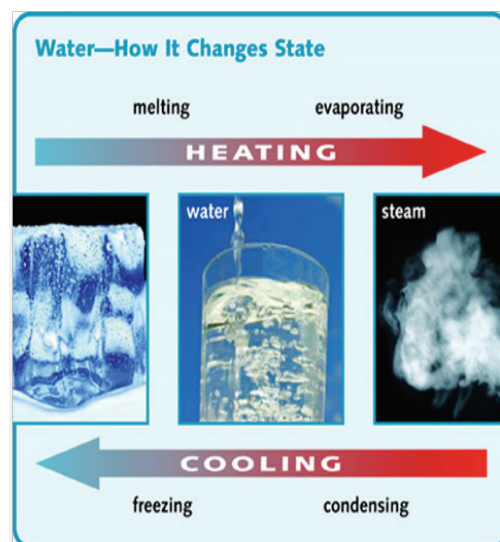 Water—How It Changes State
melting evaporating
HEATING
water steam
COOLING
freezing condensing